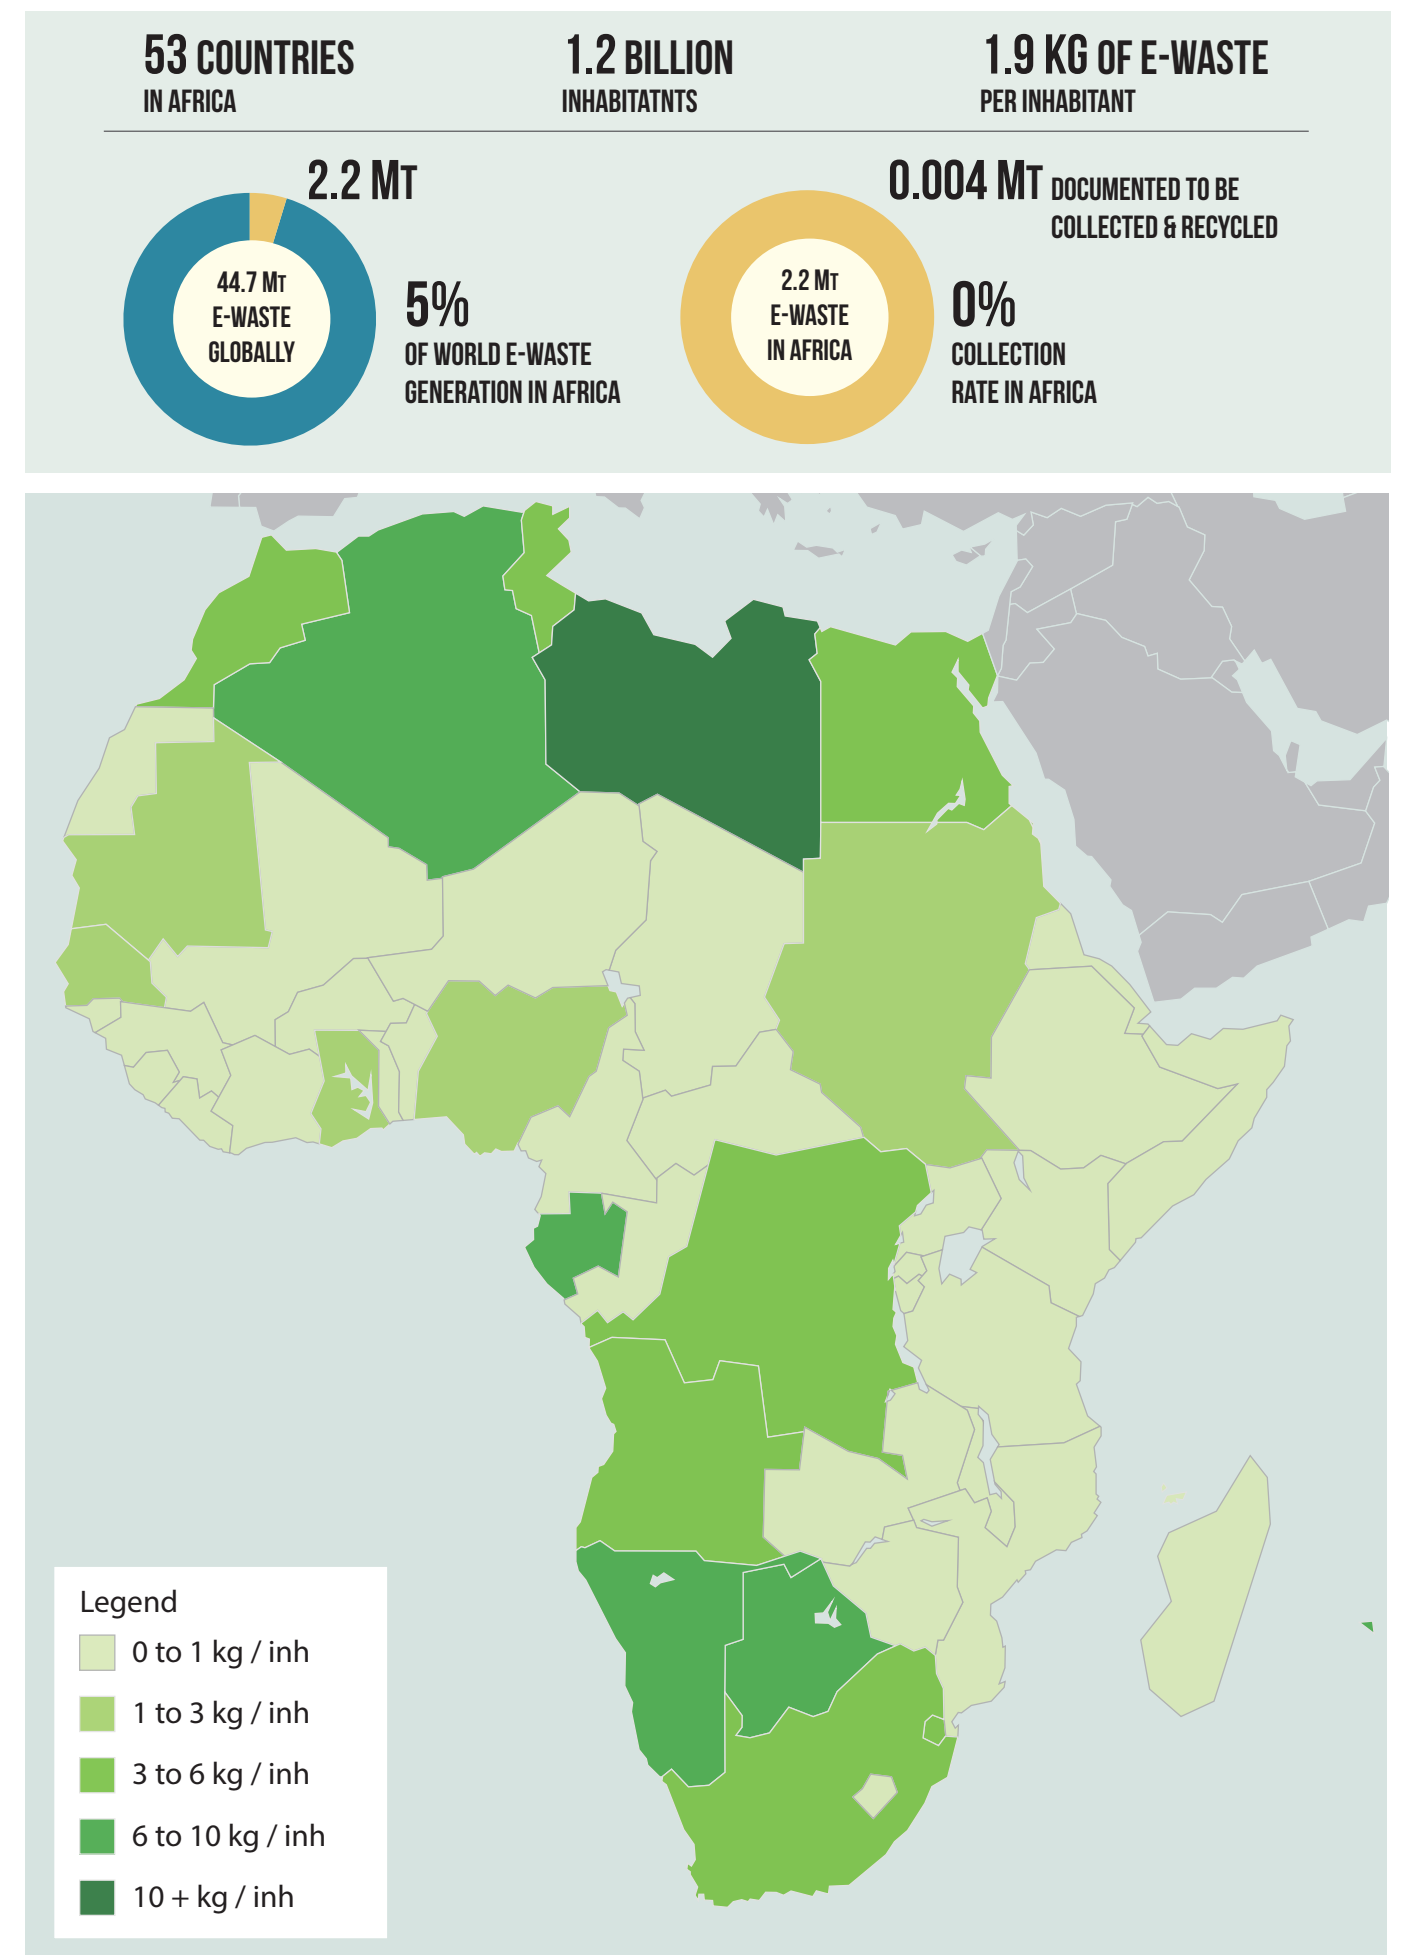 53 COUNTRIES
IN AFRICA
1.2 BILLION
INHABITATNTS
1.9 KG OF E-WASTE
PER INHABITANT
2.2 MT
44.7 MT
E-WASTE
GLOBALLY
5%
OF WORLD E-WASTE
GENERATION IN AFRICA
0.004 MT DOCUMENTED TO BE
COLLECTED & RECYCLED
2.2 MT
E-WASTE
IN AFRICA
0%
COLLECTION
RATE IN AFRICA
Legend
0 to 1 kg / inh
1 to 3 kg / inh
3 to 6 kg / inh
6 to 10 kg / inh
10 + kg / inh